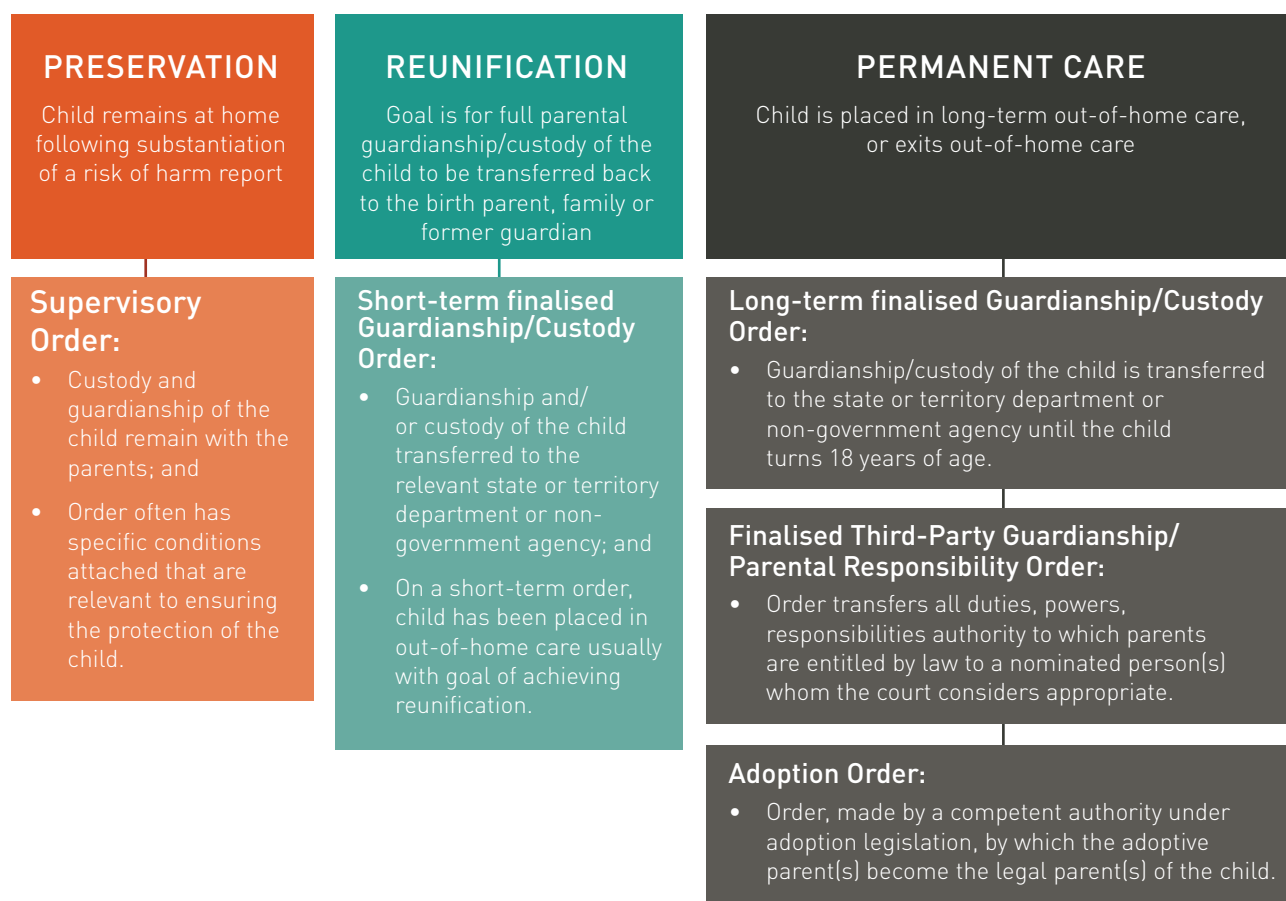 PRESERVATION
Child remains at home
following substantiation
of a risk of harm report
Supervisory
Order:
• Custody and
guardianship of the
child remain with the
parents; and
• Order often has
specific conditions
attached that are
relevant to ensuring
the protection of the
child.
REUNIFICATION
Goal is for full parental
guardianship/custody of the
child to be transferred back
to the birth parent, family or
former guardian
Short-term finalised
Guardianship/Custody
Order:
• Guardianship and/
or custody of the child
transferred to the
relevant state or territory
department or non-
government agency; and
• On a short-term order,
child has been placed in
out-of-home care usually
with goal of achieving
reunification.
PERMANENT CARE
Child is placed in long-term out-of-home care,
or exits out-of-home care
Long-term finalised Guardianship/Custody
Order:
• Guardianship/custody of the child is transferred
to the state or territory department or
non-government agency until the child
turns 18 years of age.
Finalised Third-Party Guardianship/
Parental Responsibility Order:
• Order transfers all duties, powers,
responsibilities authority to which parents
are entitled by law to a nominated person(s)
whom the court considers appropriate.
Adoption Order:
• Order, made by a competent authority under
adoption legislation, by which the adoptive
parent(s) become the legal parent(s) of the child.